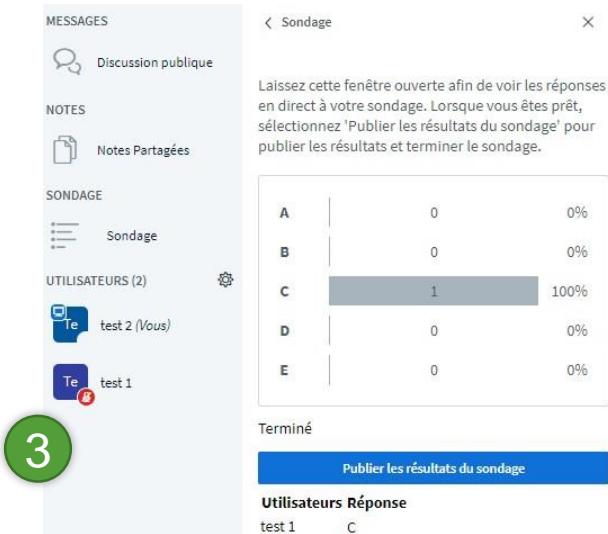 MESSAGES
Discussion publique
NOTES
Notes Partagées
SONDAGE
Sondage
UTILISATEURS (2)
Te test 2 (Vous)
Te test 1
3
Sondage
Laissez cette fenêtre ouverte afin de voir les réponses
en direct à votre sondage. Lorsque vous êtes prêt,
sélectionnez 'Publier les résultats du sondage' pour
publier les résultats et terminer le sondage.
A 0 0%
B 0 0%
C 1 100%
D 0 0%
E 0 0%
Terminé
Publier les résultats du sondage
Utilisateurs Réponse
test 1 C